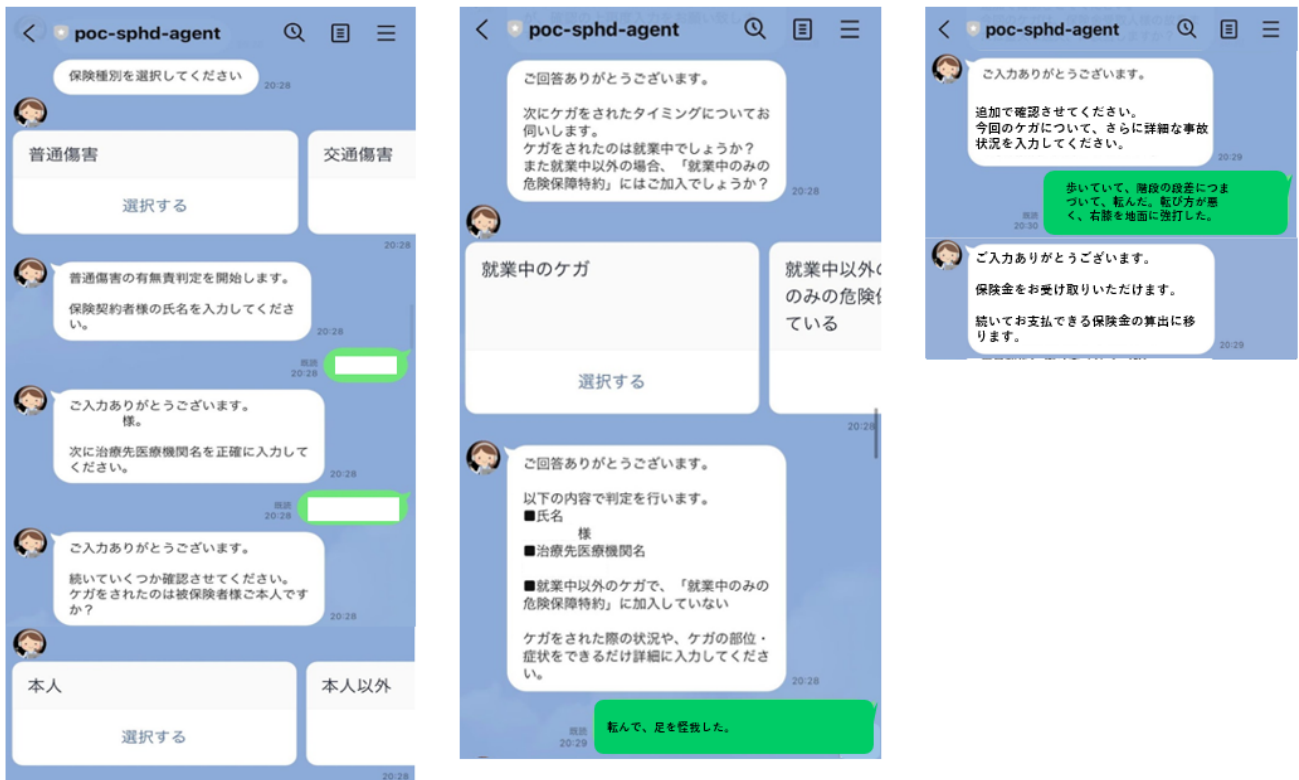 poc-sphd-agent
保険種別を選択してください
20:28
普通傷害
交通傷害
選択する
20:28
普通傷害の有無責判定を開始します。
保険契約者様の氏名を入力してくださ
い。
20:28
既読
20:28
ご入力ありがとうございます。
様。
次に治療先医療機関名を正確に入力して
ください。
20:28
既読
20:28
ご入力ありがとうございます。
続いていくつか確認させてください。
ケガをされたのは被保険者様ご本人です
か？
20:28
本人
本人以外
選択する
20:28
poc-sphd-agent
ご回答ありがとうございます。
次にケガをされたタイミングについてお
伺いします。
ケガをされたのは就業中でしょうか？
また就業中以外の場合、「就業中のみの
危険保障特約」にはご加入でしょうか？
20:28
就業中のケガ
就業中以外
のみの危険
ている
選択する
20:28
ご回答ありがとうございます。
以下の内容で判定を行います。
■氏名
様
■治療先医療機関名
■就業中以外のケガで、「就業中のみの
危険保障特約」に加入していない
ケガをされた際の状況や、ケガの部位・
症状をできるだけ詳細に入力してくださ
い。
20:28
転んで、足を怪我した。
既読
20:29
poc-sphd-agent
ご入力ありがとうございます。
追加で確認させてください。
今回のケガについて、さらに詳細な事故
状況を入力してください。
20:29
歩いていて、階段の段差につま
づいて、転んだ。転び方が悪
く、右膝を地面に強打した。
既読
20:30
ご入力ありがとうございます。
保険金をお受け取りいただけます。
続いてお支払できる保険金の算出に移
ります。
20:29